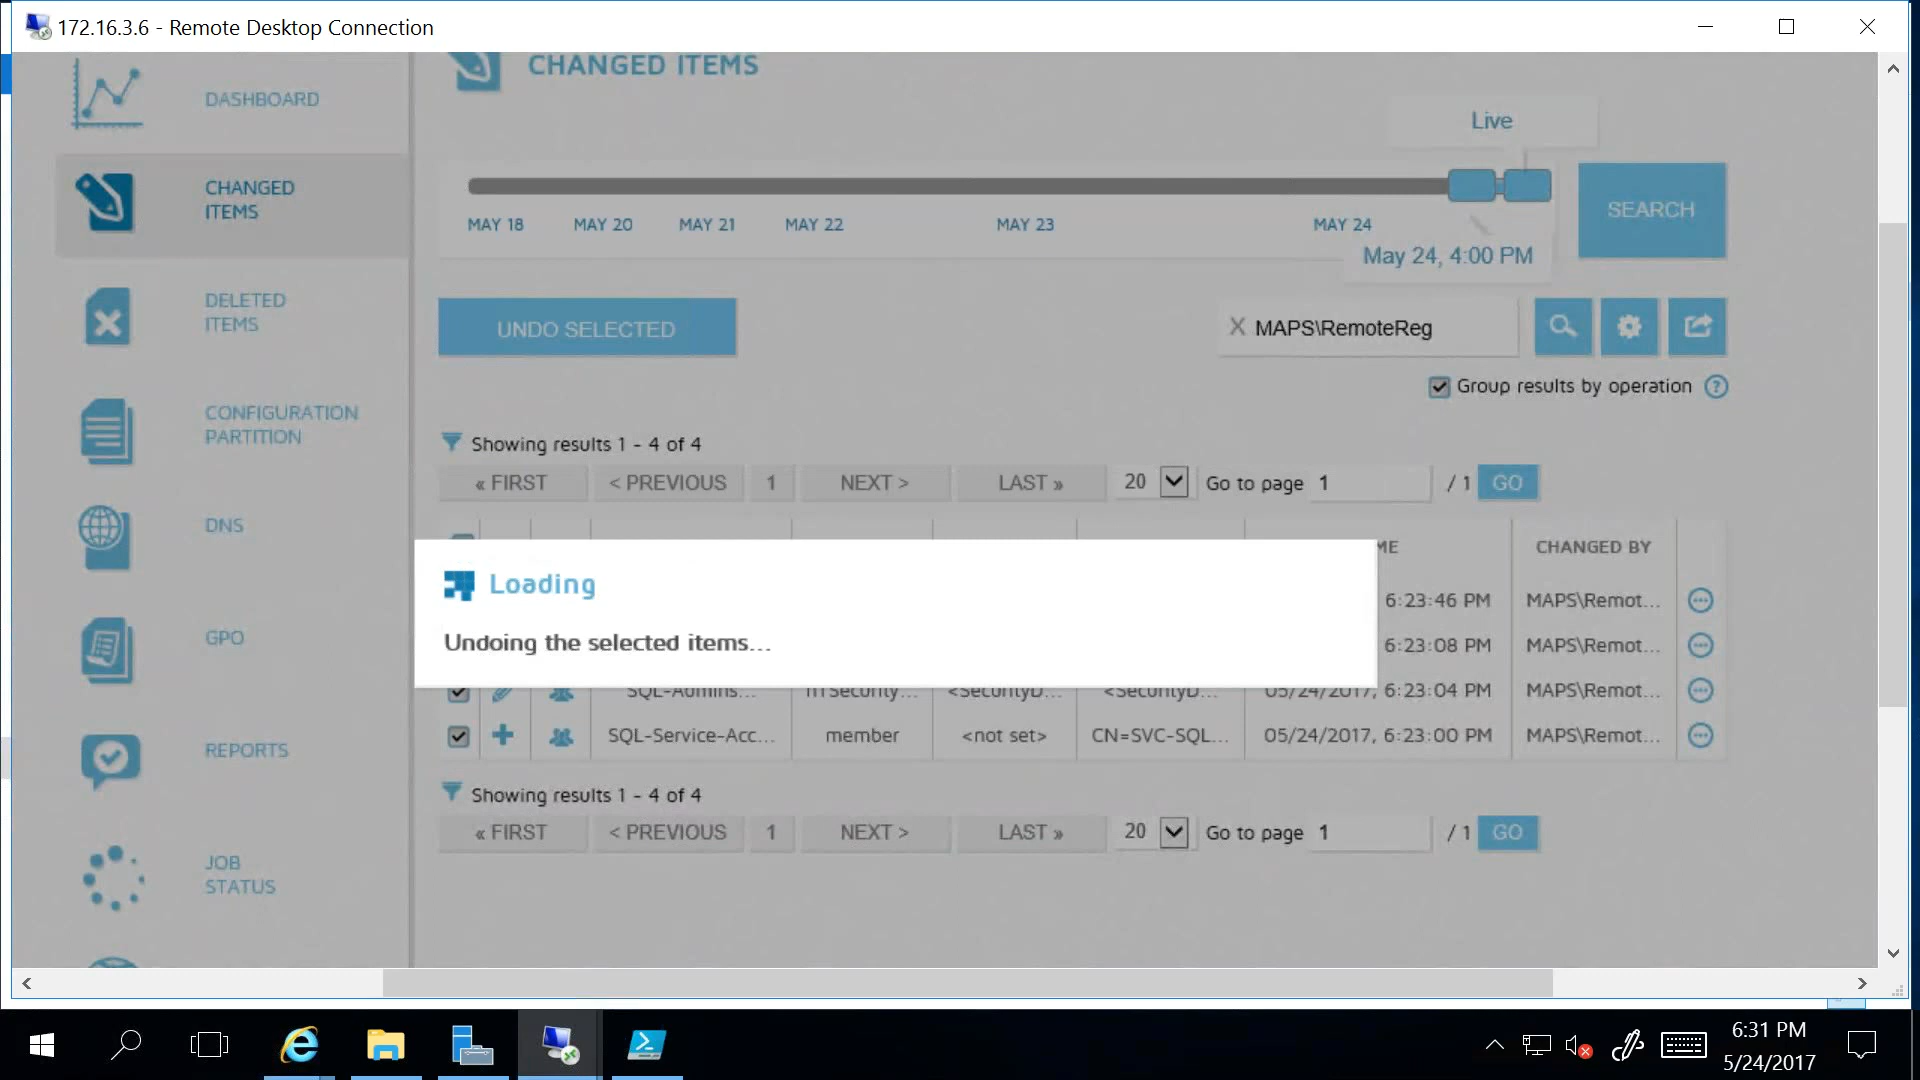 172.16.3.6 - Remote Desktop Connection
CHANGED ITEMS
DASHBOARD
CHANGED
ITEMS
DELETED
ITEMS
CONFIGURATION
PARTITION
DNS
GPO
REPORTS
JOB
STATUS
Live
MAY 18 MAY 20 MAY 21 MAY 22 MAY 23 MAY 24
May 24, 4:00 PM
SEARCH
UNDO SELECTED
X MAPS\RemoteReg
Group results by operation ?
Showing results 1 - 4 of 4
« FIRST < PREVIOUS 1 NEXT > LAST » 20 Go to page 1 / 1 GO
CHANGED BY
Loading
Undoing the selected items...
6:23:46 PM MAPS\Remot...
6:23:08 PM MAPS\Remot...
SQL-Admins... <SecurityD... <SecurityD... 05/24/2017, 6:23:04 PM MAPS\Remot...
SQL-Service-Acc... member <not set> CN=SVC-SQL... 05/24/2017, 6:23:00 PM MAPS\Remot...
Showing results 1 - 4 of 4
« FIRST < PREVIOUS 1 NEXT > LAST » 20 Go to page 1 / 1 GO
6:31 PM
5/24/2017